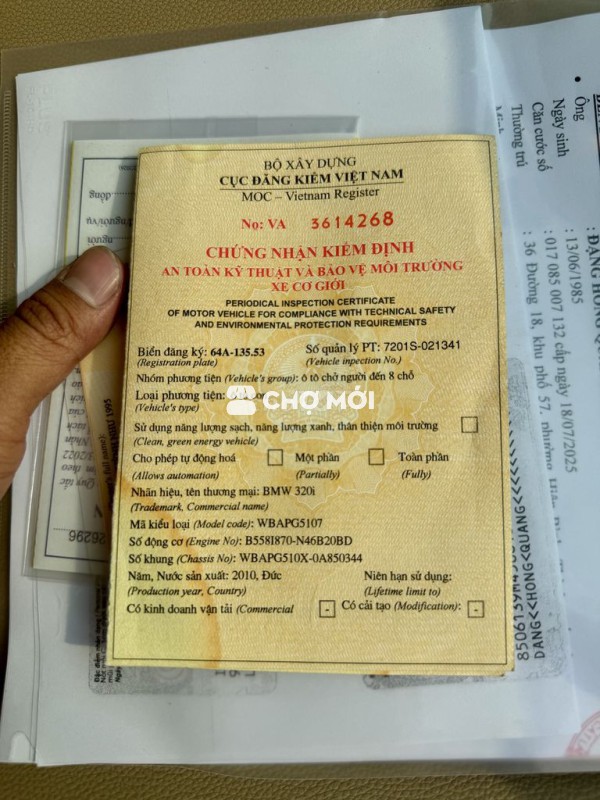 BỘ XÂY DỰNG
CỤC ĐĂNG KIỂM VIỆT NAM
MOC – Vietnam Register
No: VA 3614268
CHỨNG NHẬN KIỂM ĐỊNH
AN TOÀN KỸ THUẬT VÀ BẢO VỆ MÔI TRƯỜNG
XE CƠ GIỚI
PERIODICAL INSPECTION CERTIFICATE
OF MOTOR VEHICLE FOR COMPLIANCE WITH TECHNICAL SAFETY
AND ENVIRONMENTAL PROTECTION REQUIREMENTS
Biển đăng ký: 64A-135.53 Số quản lý PT: 7201S-021341
(Registration plate) (Vehicle inpection No.)
Nhóm phương tiện (Vehicle's group): ô tô chở người đến 8 chỗ
Loại phương tiện:
(Vehicle's type)
CHỢ MỚI
Sử dụng năng lượng sạch, năng lượng xanh, thân thiện môi trường
(Clean, green energy vehicle)
Cho phép tự động hoá Một phần Toàn phần
(Allows automation) (Partially) (Fully)
Nhãn hiệu, tên thương mại: BMW 320i
(Trademark, Commercial name)
Mã kiểu loại (Model code): WBAPG5107
Số động cơ (Engine No): B558I870-N46B20BD
Số khung (Chassis No): WBAPG510X-0A850344
Năm, Nước sản xuất: 2010, Đức Niên hạn sử dụng:
(Production year, Country) (Lifetime limit to)
Có kinh doanh vận tải (Commercial - Có cải tạo (Modification): -
Ông : ĐẶNG HỒNG
Ngày sinh : 13/06/1985
Căn cước số : 017 085 007 132 cấp ngày 18/07/2025
Thường trú : 36 Đường 18, khu phố 57, phường
DANG<<HONG<QUANG<<<<<<<
26296